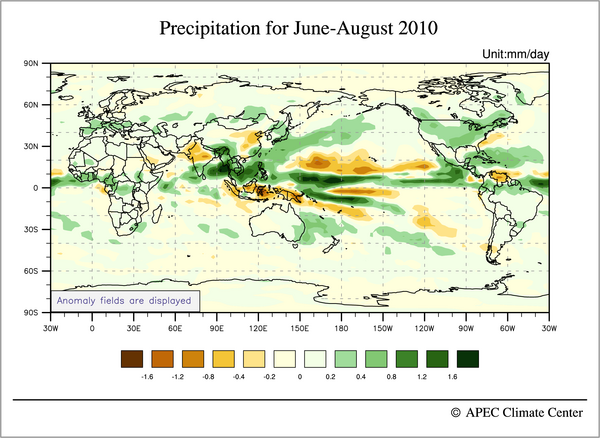 Precipitation for June-August 2010
Unit:mm/day
90N
60N
30N
0
30S
60S
90S
Anomaly fields are displayed
30W 0 30E 60E 90E 120E 150E 180 150W 120W 90W 60W 30W
-1.6 -1.2 -0.8 -0.4 -0.2 0 0.2 0.4 0.8 1.2 1.6
© APEC Climate Center